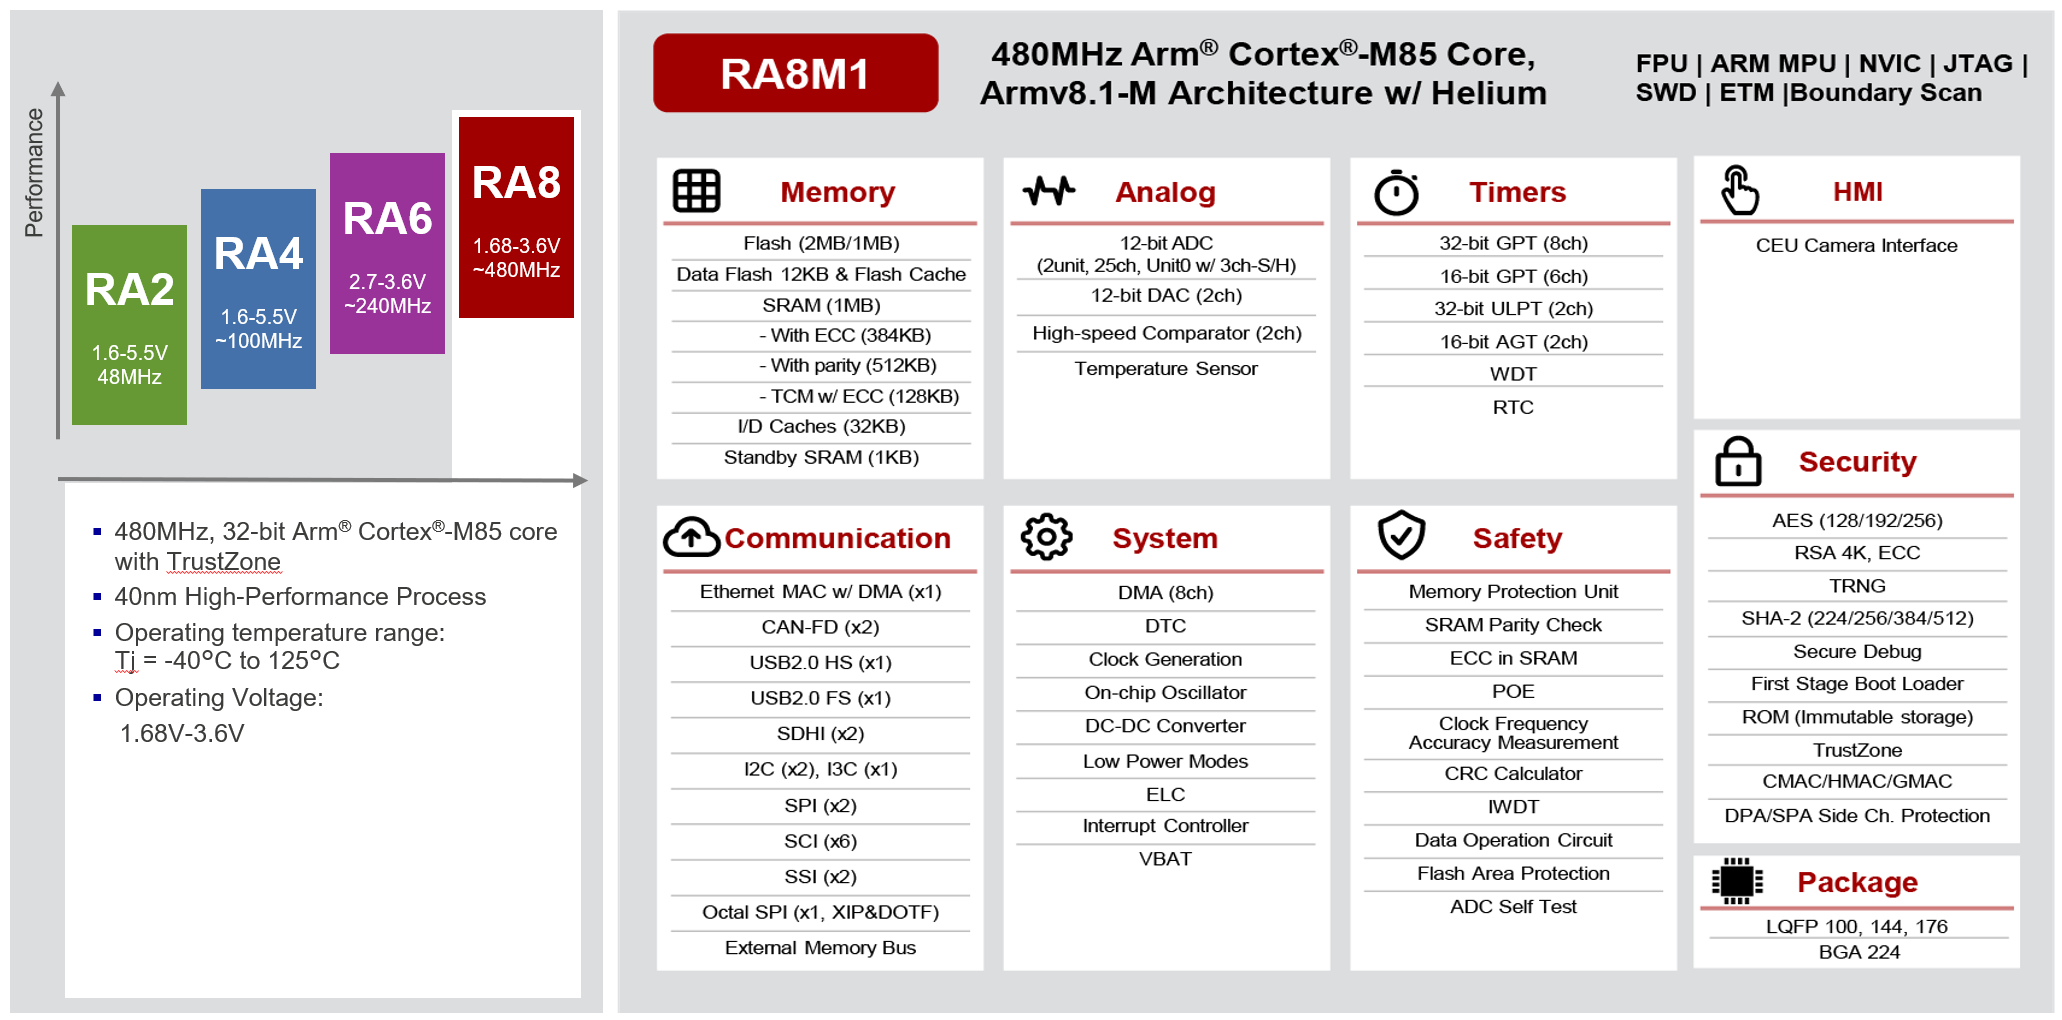 Performance
RA2
1.6-5.5V
48MHz
RA4
1.6-5.5V
~100MHz
RA6
2.7-3.6V
~240MHz
RA8
1.68-3.6V
~480MHz
▪ 480MHz, 32-bit Arm® Cortex®-M85 core
with TrustZone
▪ 40nm High-Performance Process
▪ Operating temperature range:
Tj = -40°C to 125°C
▪ Operating Voltage:
1.68V-3.6V
RA8M1
480MHz Arm® Cortex®-M85 Core,
Armv8.1-M Architecture w/ Helium
FPU | ARM MPU | NVIC | JTAG |
SWD | ETM |Boundary Scan
Memory
Flash (2MB/1MB)
Data Flash 12KB & Flash Cache
SRAM (1MB)
- With ECC (384KB)
- With parity (512KB)
- TCM w/ ECC (128KB)
I/D Caches (32KB)
Standby SRAM (1KB)
Analog
12-bit ADC
(2unit, 25ch, Unit0 w/ 3ch-S/H)
12-bit DAC (2ch)
High-speed Comparator (2ch)
Temperature Sensor
Timers
32-bit GPT (8ch)
16-bit GPT (6ch)
32-bit ULPT (2ch)
16-bit AGT (2ch)
WDT
RTC
HMI
CEU Camera Interface
Communication
Ethernet MAC w/ DMA (x1)
CAN-FD (x2)
USB2.0 HS (x1)
USB2.0 FS (x1)
SDHI (x2)
I2C (x2), I3C (x1)
SPI (x2)
SCI (x6)
SSI (x2)
Octal SPI (x1, XIP&DOTF)
External Memory Bus
System
DMA (8ch)
DTC
Clock Generation
On-chip Oscillator
DC-DC Converter
Low Power Modes
ELC
Interrupt Controller
VBAT
Safety
Memory Protection Unit
SRAM Parity Check
ECC in SRAM
POE
Clock Frequency
Accuracy Measurement
CRC Calculator
IWDT
Data Operation Circuit
Flash Area Protection
ADC Self Test
Security
AES (128/192/256)
RSA 4K, ECC
TRNG
SHA-2 (224/256/384/512)
Secure Debug
First Stage Boot Loader
ROM (Immutable storage)
TrustZone
CMAC/HMAC/GMAC
DPA/SPA Side Ch. Protection
Package
LQFP 100, 144, 176
BGA 224